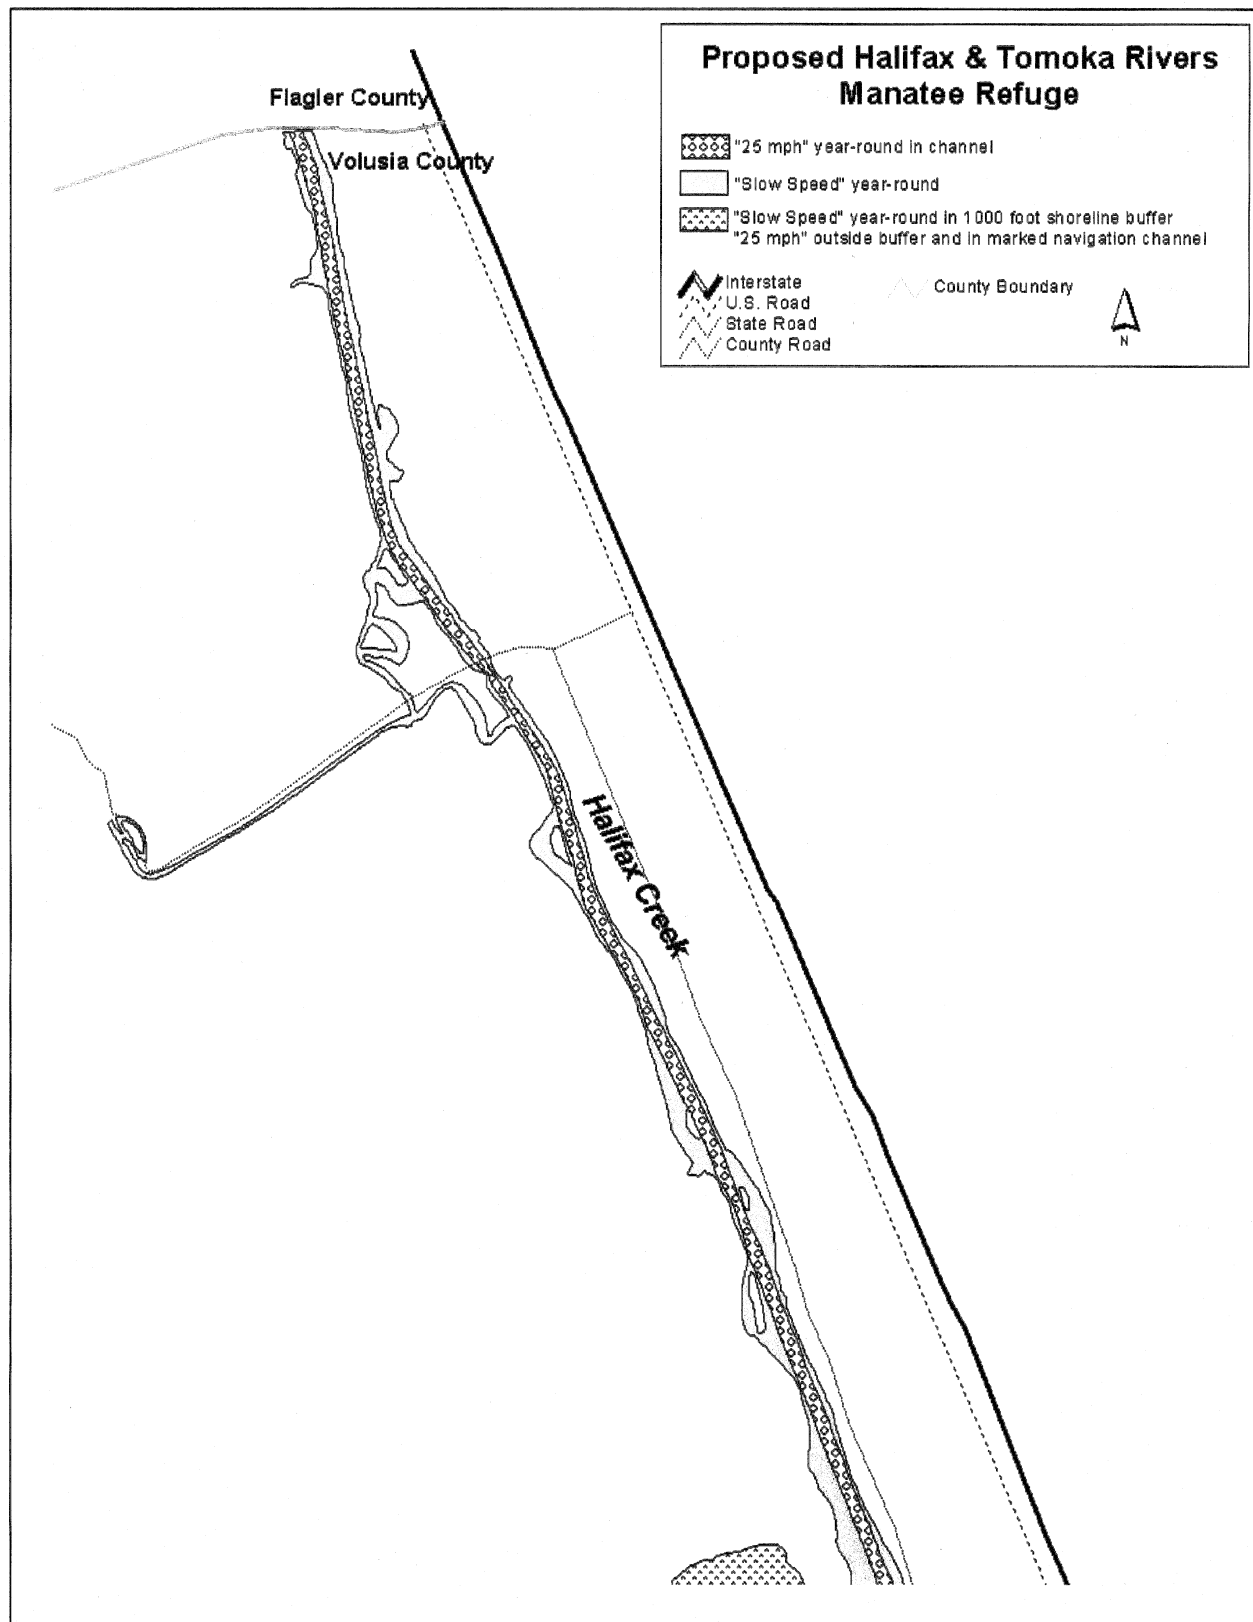 Proposed Halifax & Tomoka Rivers
Manatee Refuge
"25 mph" year-round in channel
"Slow Speed" year-round
"Slow Speed" year-round in 1000 foot shoreline buffer
"25 mph" outside buffer and in marked navigation channel
Interstate
U.S. Road
State Road
County Road
County Boundary
N
Flagler County
Volusia County
Halifax Creek